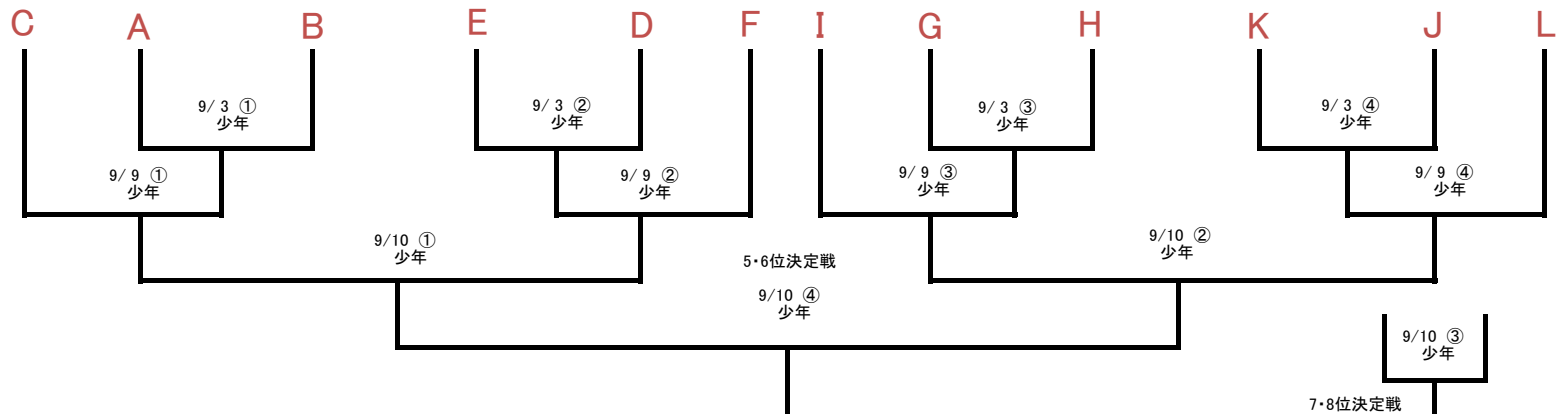 C A B E D F I G H K J L
9/ 3 ①
少年
9/ 3 ②
少年
9/ 3 ③
少年
9/ 3 ④
少年
9/ 9 ①
少年
9/ 9 ②
少年
9/ 9 ③
少年
9/ 9 ④
少年
9/10 ①
少年
9/10 ②
少年
5・6位決定戦
9/10 ④
少年
9/10 ③
少年
7・8位決定戦